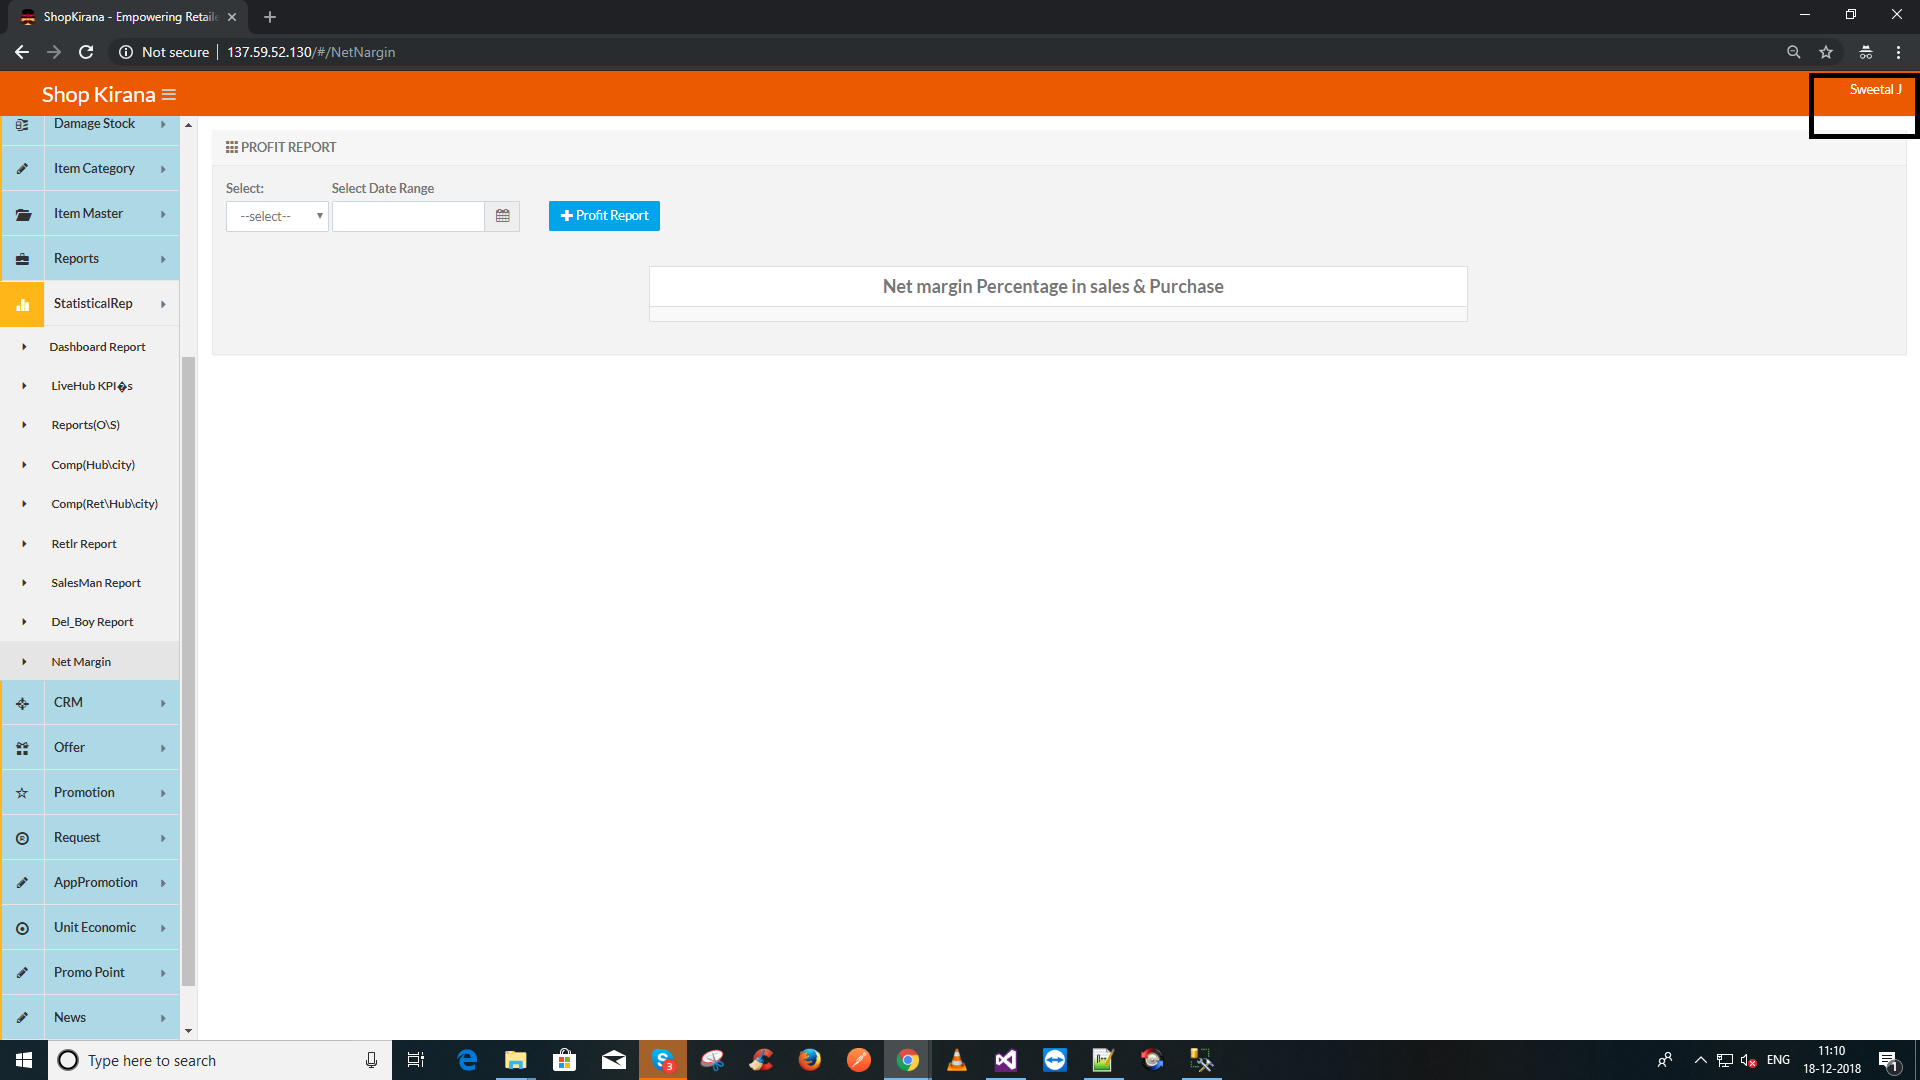 ShopKirana - Empowering Retaile
Not secure
137.59.52.130/#/NetNargin
Shop Kirana
Sweetal J
Damage Stock
Item Category
Item Master
Reports
StatisticalRep
Dashboard Report
LiveHub KPI�s
Reports(O\S)
Comp(Hub\city)
Comp(Ret\Hub\city)
Retlr Report
SalesMan Report
Del_Boy Report
Net Margin
CRM
Offer
Promotion
Request
AppPromotion
Unit Economic
Promo Point
News
PROFIT REPORT
Select: Select Date Range
--select--
Profit Report
Net margin Percentage in sales & Purchase
Type here to search
3
ENG
11:10
18-12-2018
1